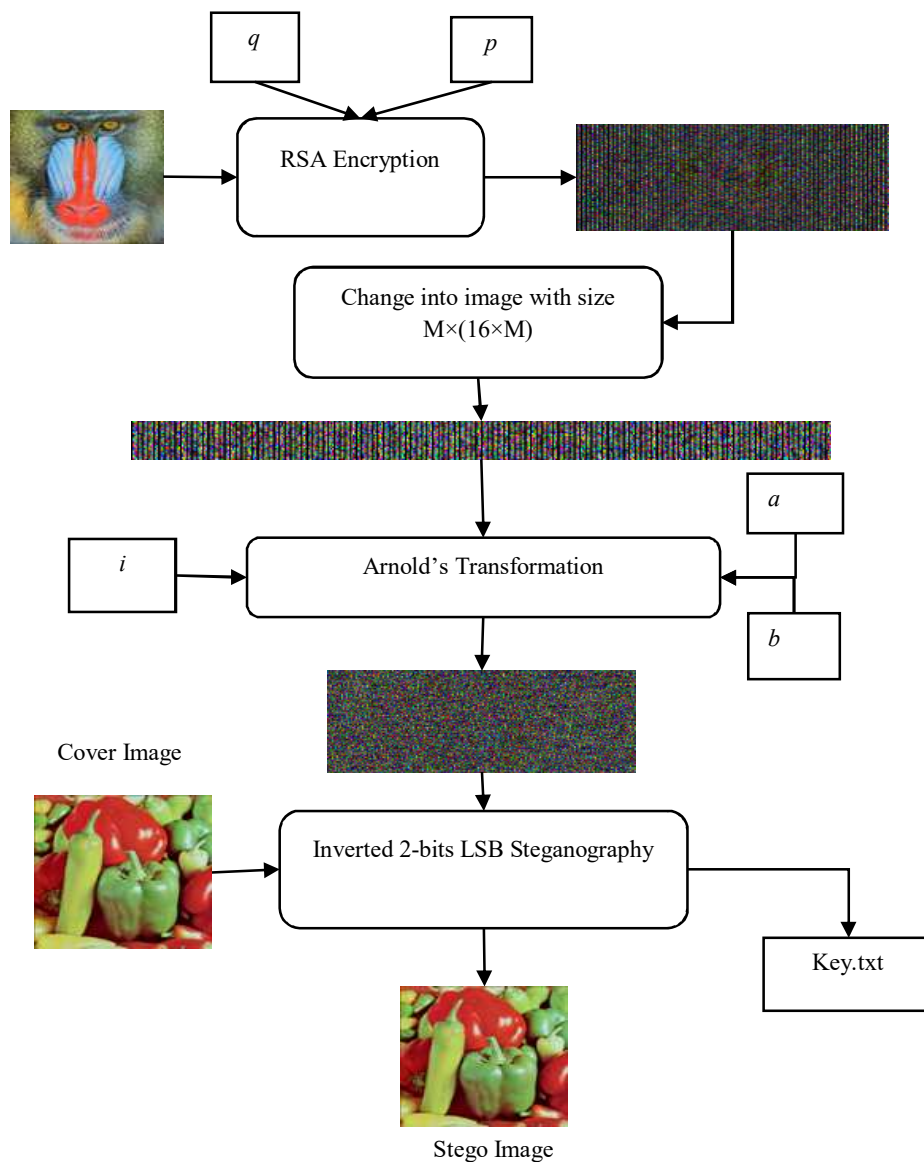 q
p
RSA Encryption
Change into image with size
M×(16×M)
a
i
Arnold’s Transformation
b
Cover Image
Inverted 2-bits LSB Steganography
Key.txt
Stego Image